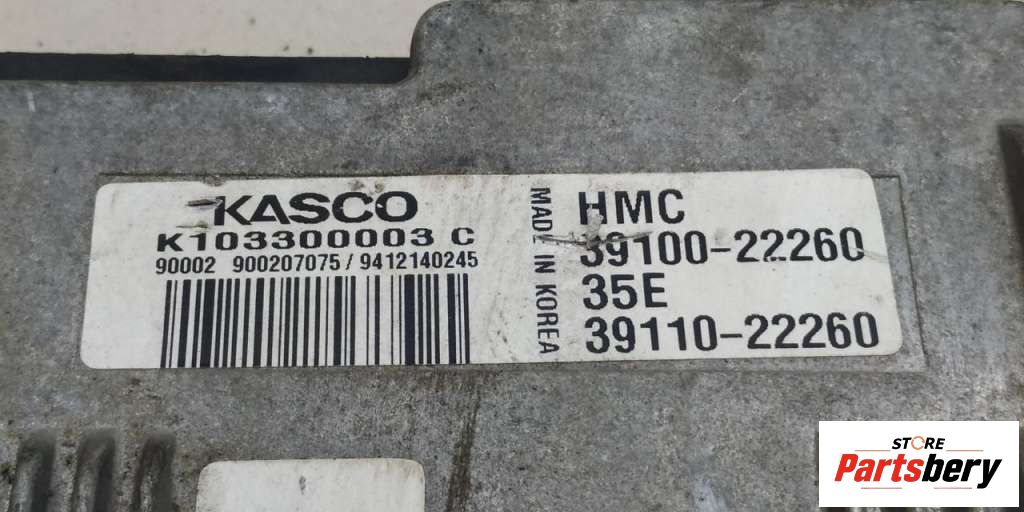 KASCO
K103300003 C
90002 900207075 / 9412140245
MADE IN KOREA
HMC
39100-22260
35E
39110-22260
STORE
Partsbery